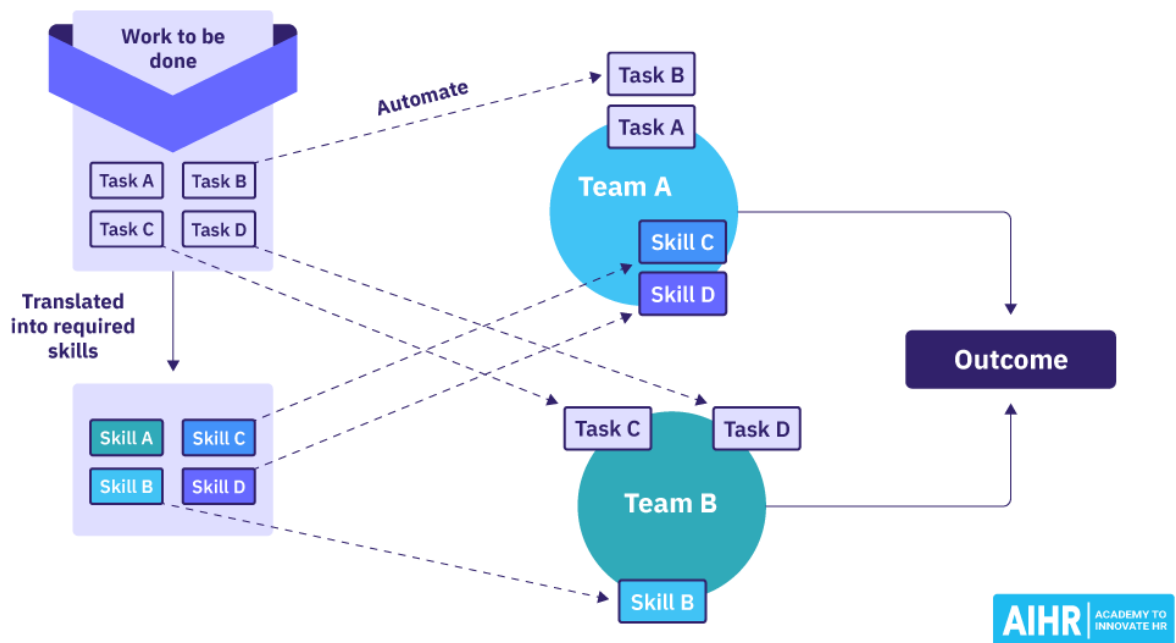 Work to be
done
Task A
Task B
Task C
Task D
Translated
into required
skills
Skill A
Skill C
Skill B
Skill D
Automate
Task B
Task A
Team A
Skill C
Skill D
Task C
Task D
Team B
Skill B
Outcome
AIHR
ACADEMY TO
INNOVATE HR